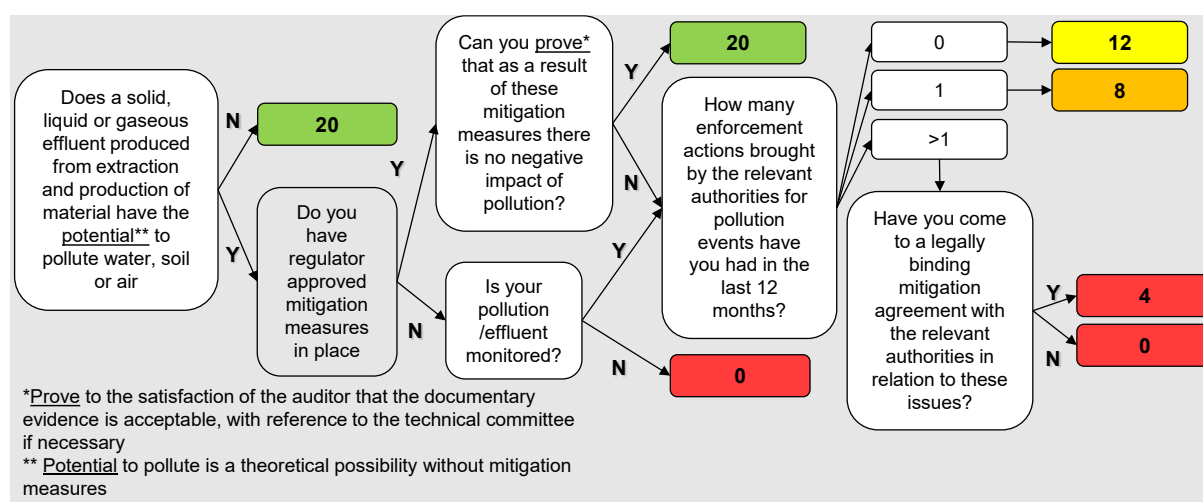 Does a solid,
liquid or gaseous
effluent produced
from extraction
and production of
material have the
potential** to
pollute water, soil
or air
N
20
Y
Do you
have
regulator
approved
mitigation
measures
in place
Y
N
Can you prove*
that as a result
of these
mitigation
measures there
is no negative
impact of
pollution?
Y
20
N
Is your
pollution
/effluent
monitored?
Y
N
0
How many
enforcement
actions brought
by the relevant
authorities for
pollution
events have
you had in the
last 12
months?
0
12
1
8
>1
Have you come
to a legally
binding
mitigation
agreement with
the relevant
authorities in
relation to these
issues?
Y
4
N
0
*Prove to the satisfaction of the auditor that the documentary
evidence is acceptable, with reference to the technical committee
if necessary
** Potential to pollute is a theoretical possibility without mitigation
measures